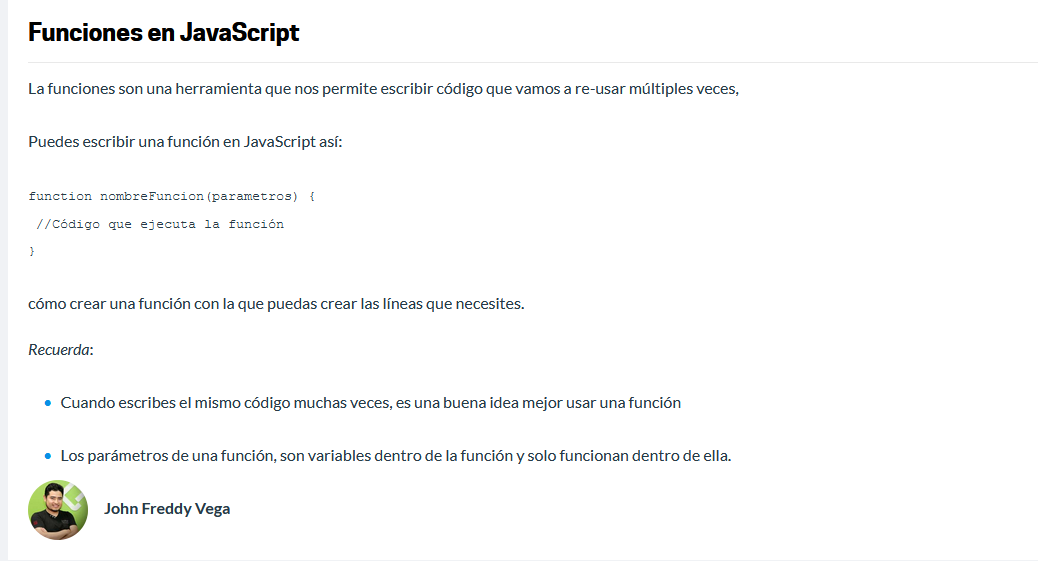 Funciones en JavaScript
La funciones son una herramienta que nos permite escribir código que vamos a re-usar múltiples veces,
Puedes escribir una función en JavaScript así:
function nombreFuncion(parametros) {
//Código que ejecuta la función
}
cómo crear una función con la que puedas crear las líneas que necesites.
Recuerda:
Cuando escribes el mismo código muchas veces, es una buena idea mejor usar una función
Los parámetros de una función, son variables dentro de la función y solo funcionan dentro de ella.
John Freddy Vega